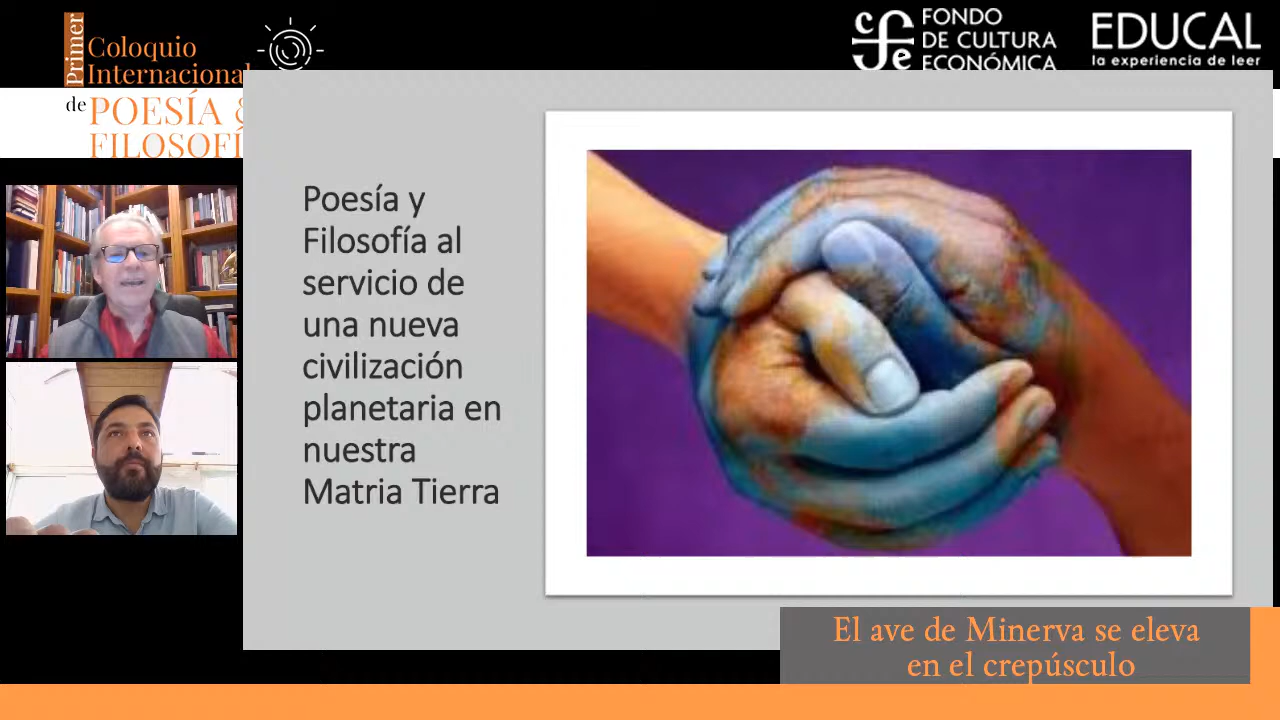 Primer
Coloquio
Internacional
de POESÍA &
FILOSOFÍ
FONDO
DE CULTURA
ECONÓMICA
EDUCAL
la experiencia de leer
Poesía y
Filosofía al
servicio de
una nueva
civilización
planetaria en
nuestra
Matria Tierra
El ave de Minerva se eleva
en el crepúsculo